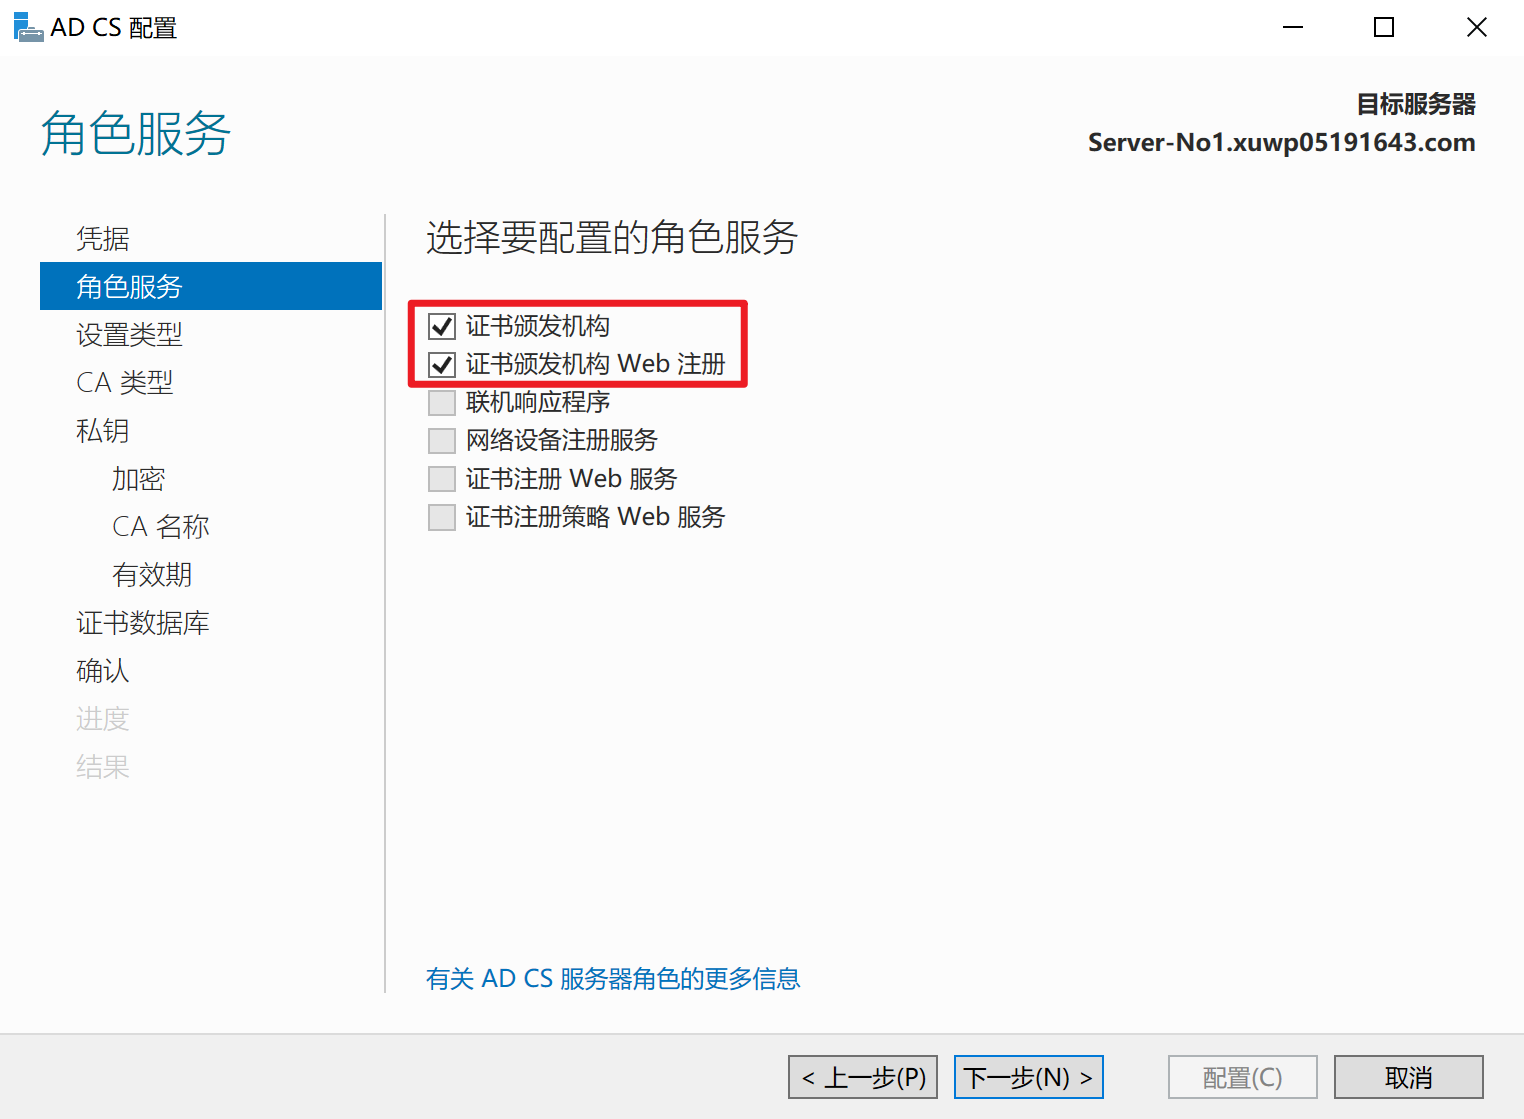 AD CS 配置
角色服务
目标服务器
Server-No1.xuwp05191643.com
凭据
角色服务
设置类型
CA 类型
私钥
加密
CA 名称
有效期
证书数据库
确认
进度
结果
选择要配置的角色服务
证书颁发机构
证书颁发机构 Web 注册
联机响应程序
网络设备注册服务
证书注册 Web 服务
证书注册策略 Web 服务
有关 AD CS 服务器角色的更多信息
< 上一步(P)
下一步(N) >
配置(C)
取消